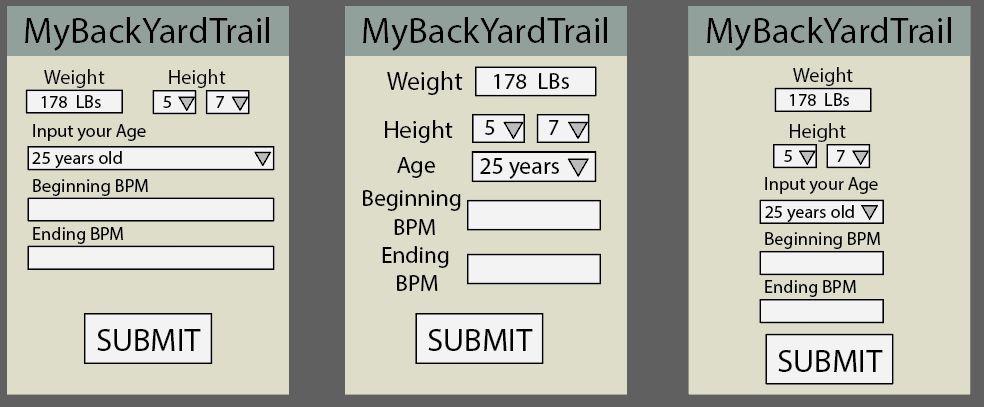 MyBackYardTrail
Weight Height
178 LBs 5 7
Input your Age
25 years old
Beginning BPM
Ending BPM
SUBMIT
MyBackYardTrail
Weight 178 LBs
Height 5 7
Age 25 years
Beginning
BPM
Ending
BPM
SUBMIT
MyBackYardTrail
Weight
178 LBs
Height
5 7
Input your Age
25 years old
Beginning BPM
Ending BPM
SUBMIT